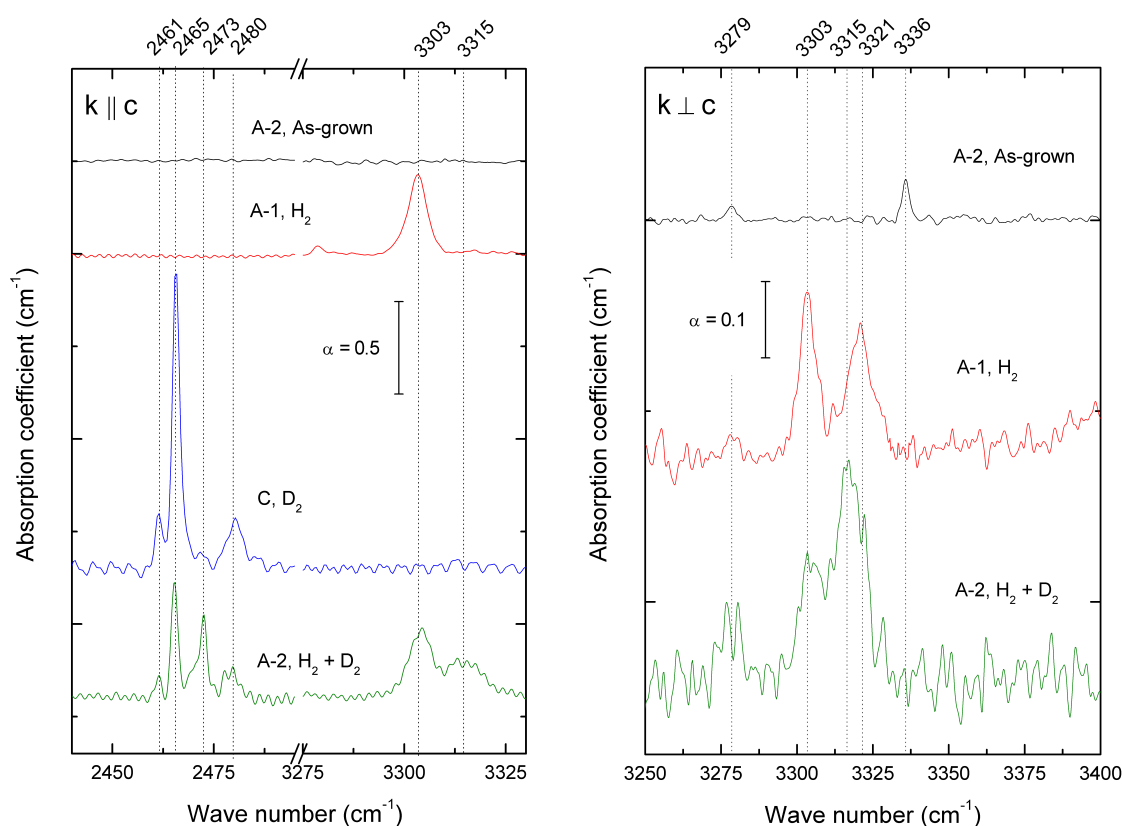 2461
2465
2473
2480
3303
3315
k || c
A-2, As-grown
A-1, H₂
α = 0.5
C, D₂
A-2, H₂ + D₂
Absorption coefficient (cm⁻¹)
2450
2475
3275
3300
3325
Wave number (cm⁻¹)
3279
3303
3315
3321
3336
k ⊥ c
A-2, As-grown
α = 0.1
A-1, H₂
A-2, H₂ + D₂
Absorption coefficient (cm⁻¹)
3250
3275
3300
3325
3350
3375
3400
Wave number (cm⁻¹)